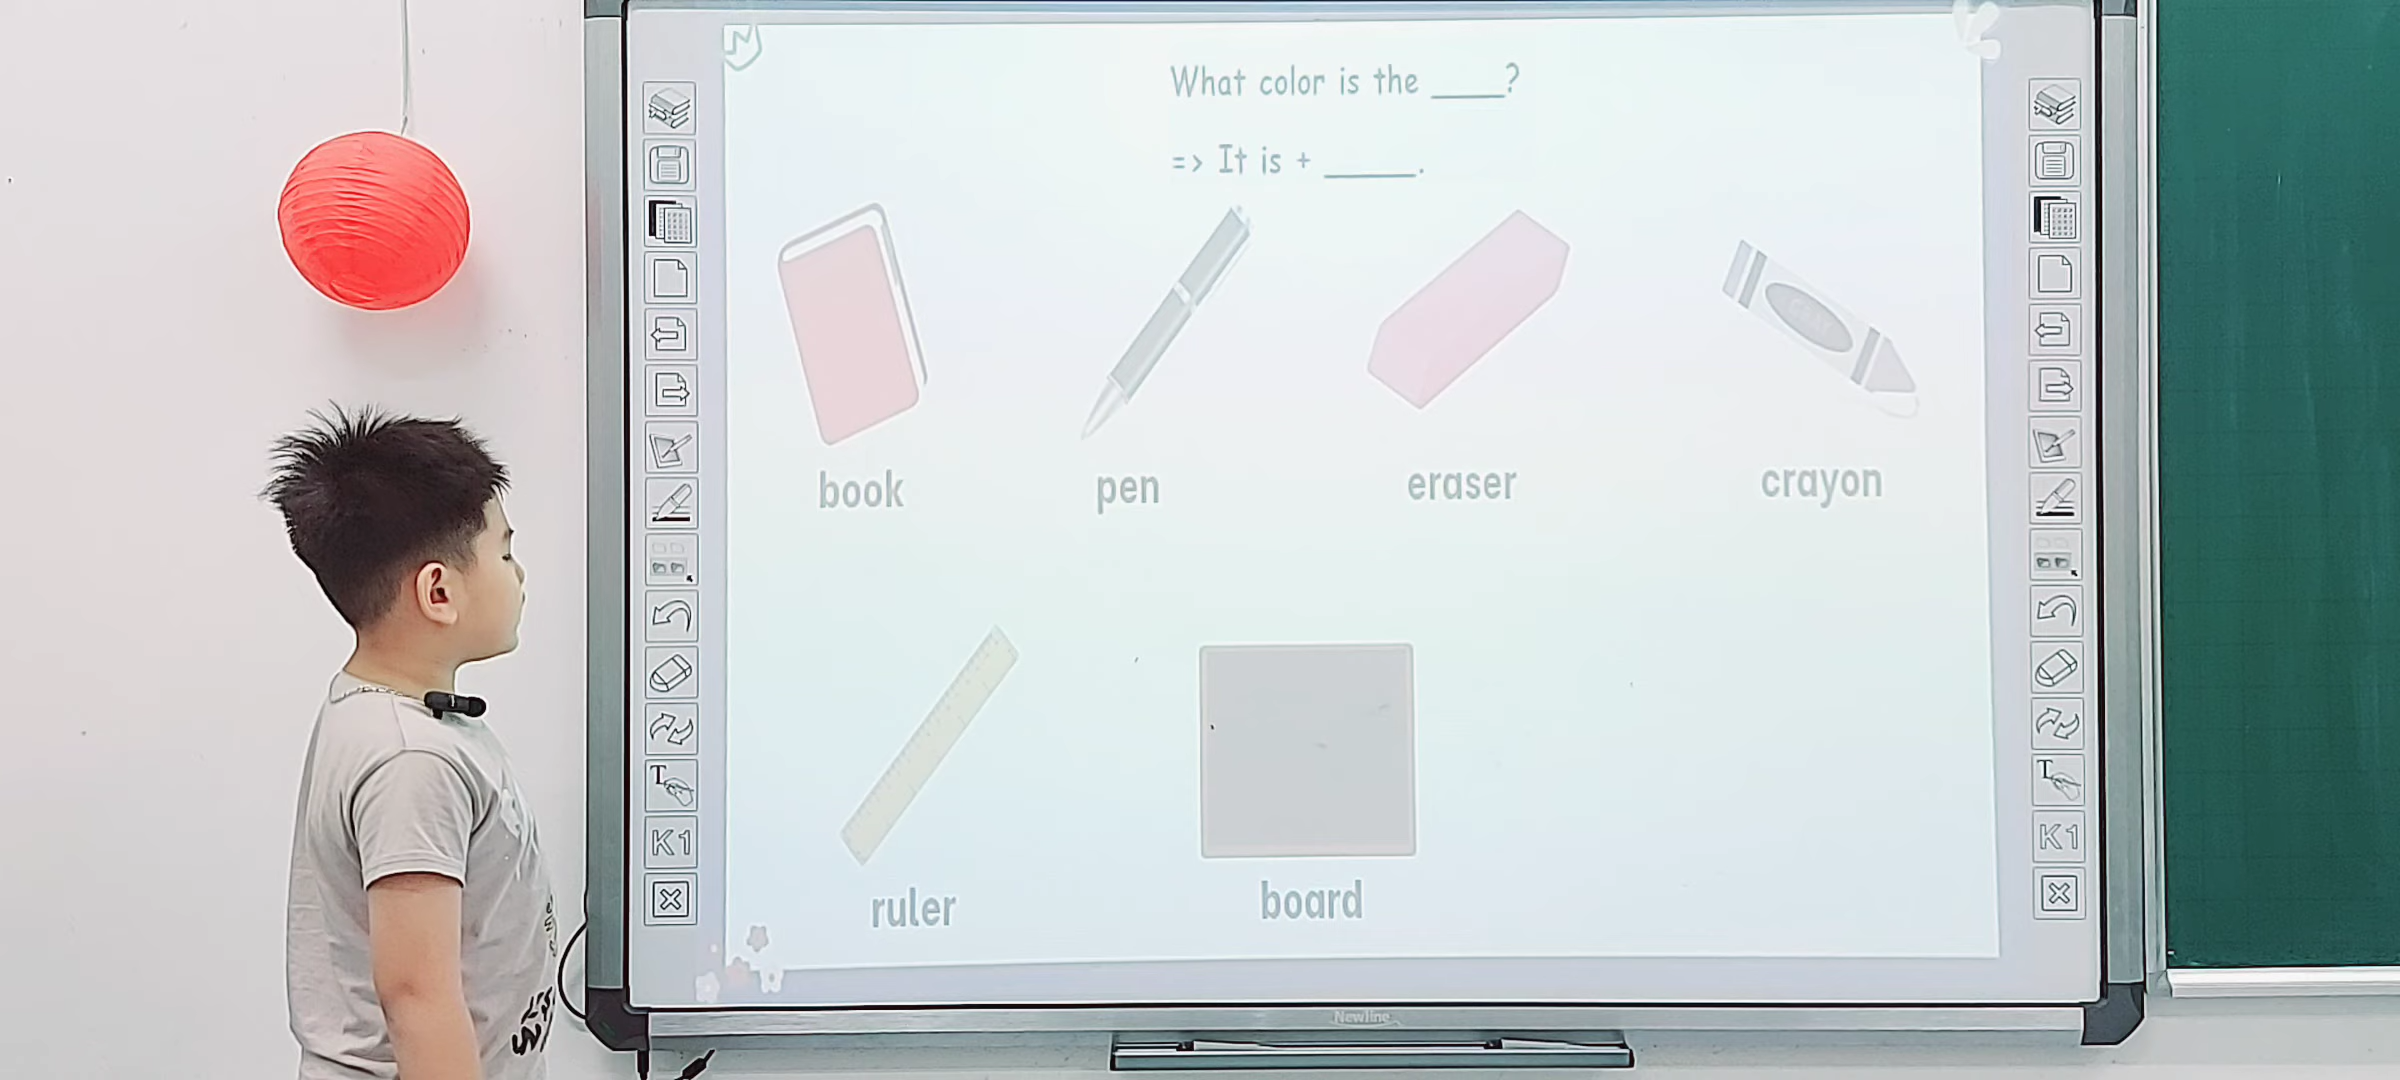 What color is the ____?
=> It is + _____.
book
pen
eraser
crayon
ruler
board
K1
K1
Newline